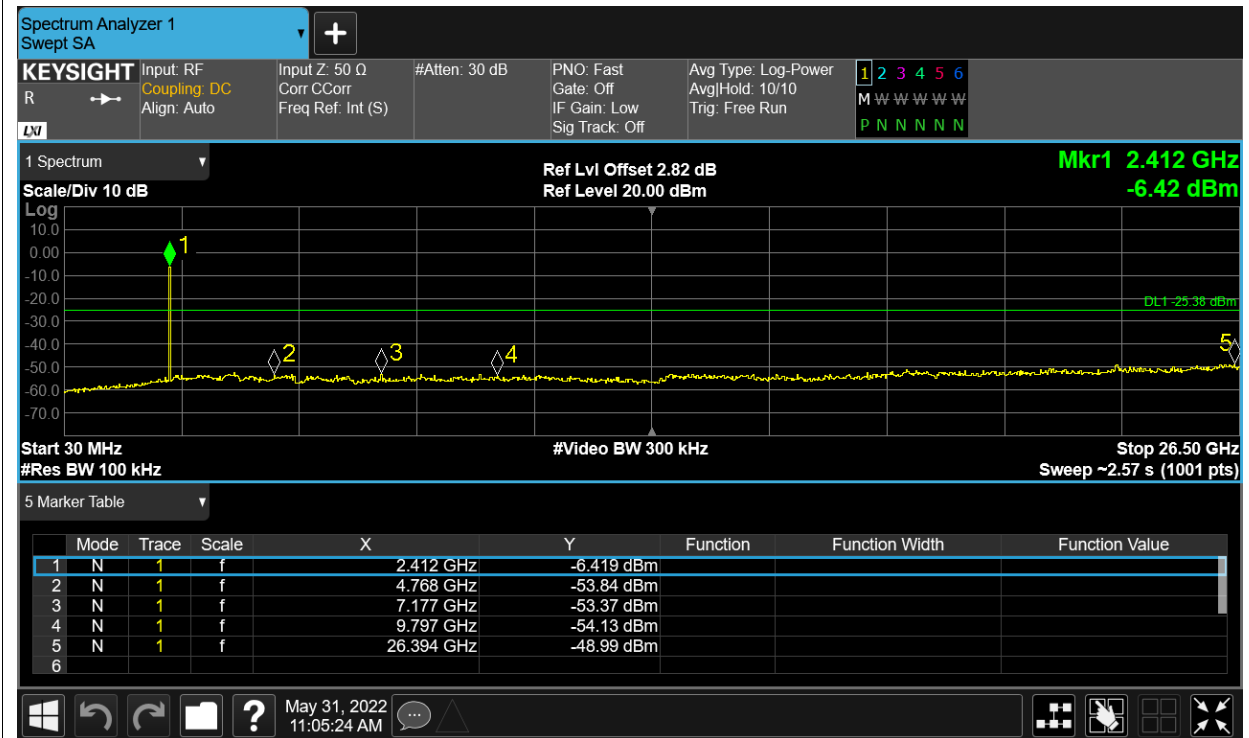 Spectrum Analyzer 1
Swept SA
KEYSIGHT
R
LXI
Input: RF
Coupling: DC
Align: Auto
Input Z: 50 Ω
Corr CCorr
Freq Ref: Int (S)
#Atten: 30 dB
PNO: Fast
Gate: Off
IF Gain: Low
Sig Track: Off
Avg Type: Log-Power
Avg|Hold: 10/10
Trig: Free Run
1 2 3 4 5 6
M W W W W W
P N N N N N
1 Spectrum
Scale/Div 10 dB
Ref Lvl Offset 2.82 dB
Ref Level 20.00 dBm
Mkr1 2.412 GHz
-6.42 dBm
Log
10.0
0.00
-10.0
-20.0
-30.0
-40.0
-50.0
-60.0
-70.0
1
2
3
4
5
DL1 -25.38 dBm
Start 30 MHz
#Res BW 100 kHz
#Video BW 300 kHz
Stop 26.50 GHz
Sweep ~2.57 s (1001 pts)
5 Marker Table
Mode Trace Scale X Y Function Function Width Function Value
1 N 1 f 2.412 GHz -6.419 dBm
2 N 1 f 4.768 GHz -53.84 dBm
3 N 1 f 7.177 GHz -53.37 dBm
4 N 1 f 9.797 GHz -54.13 dBm
5 N 1 f 26.394 GHz -48.99 dBm
6
?
May 31, 2022
11:05:24 AM